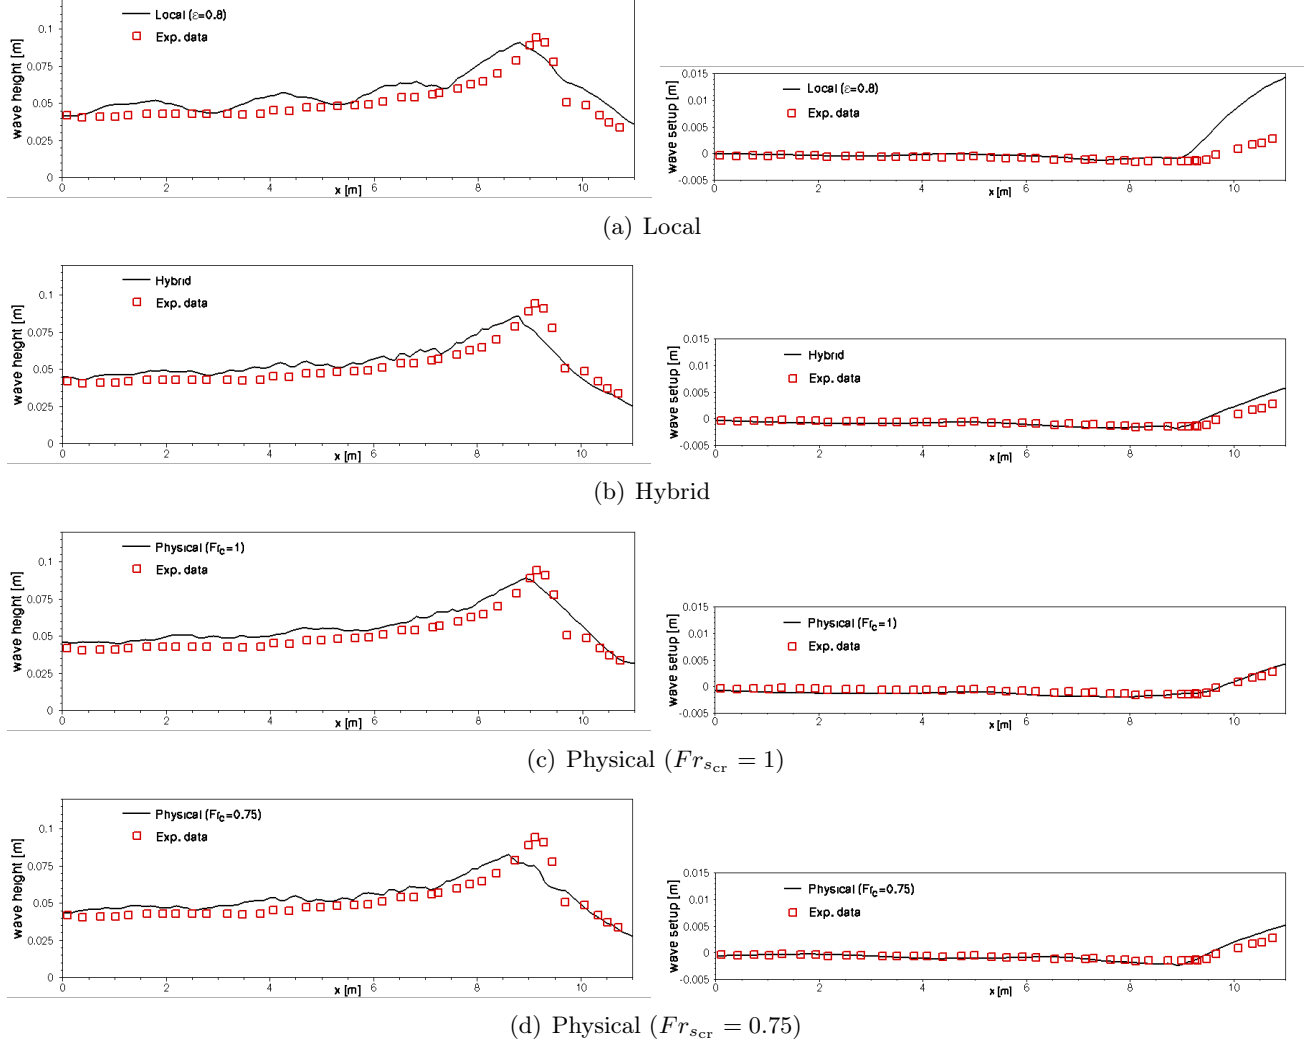 Local (ε=0.8)
Exp. data
wave height [m]
0.1
0.075
0.05
0.025
0
0 2 4 6 8 10
x [m]
Local (ε=0.8)
Exp. data
wave setup [m]
0.015
0.01
0.005
0
-0.005
0 2 4 6 8 10
x [m]
(a) Local
Hybrid
Exp. data
wave height [m]
0.1
0.075
0.05
0.025
0
0 2 4 6 8 10
x [m]
Hybrid
Exp. data
wave setup [m]
0.015
0.01
0.005
0
-0.005
0 2 4 6 8 10
x [m]
(b) Hybrid
Physical (Frc=1)
Exp. data
wave height [m]
0.1
0.075
0.05
0.025
0
0 2 4 6 8 10
x [m]
Physical (Frc=1)
Exp. data
wave setup [m]
0.015
0.01
0.005
0
-0.005
0 2 4 6 8 10
x [m]
(c) Physical (Frscr = 1)
Physical (Frc=0.75)
Exp. data
wave height [m]
0.1
0.075
0.05
0.025
0
0 2 4 6 8 10
x [m]
Physical (Frc=0.75)
Exp. data
wave setup [m]
0.015
0.01
0.005
0
-0.005
0 2 4 6 8 10
x [m]
(d) Physical (Frscr = 0.75)